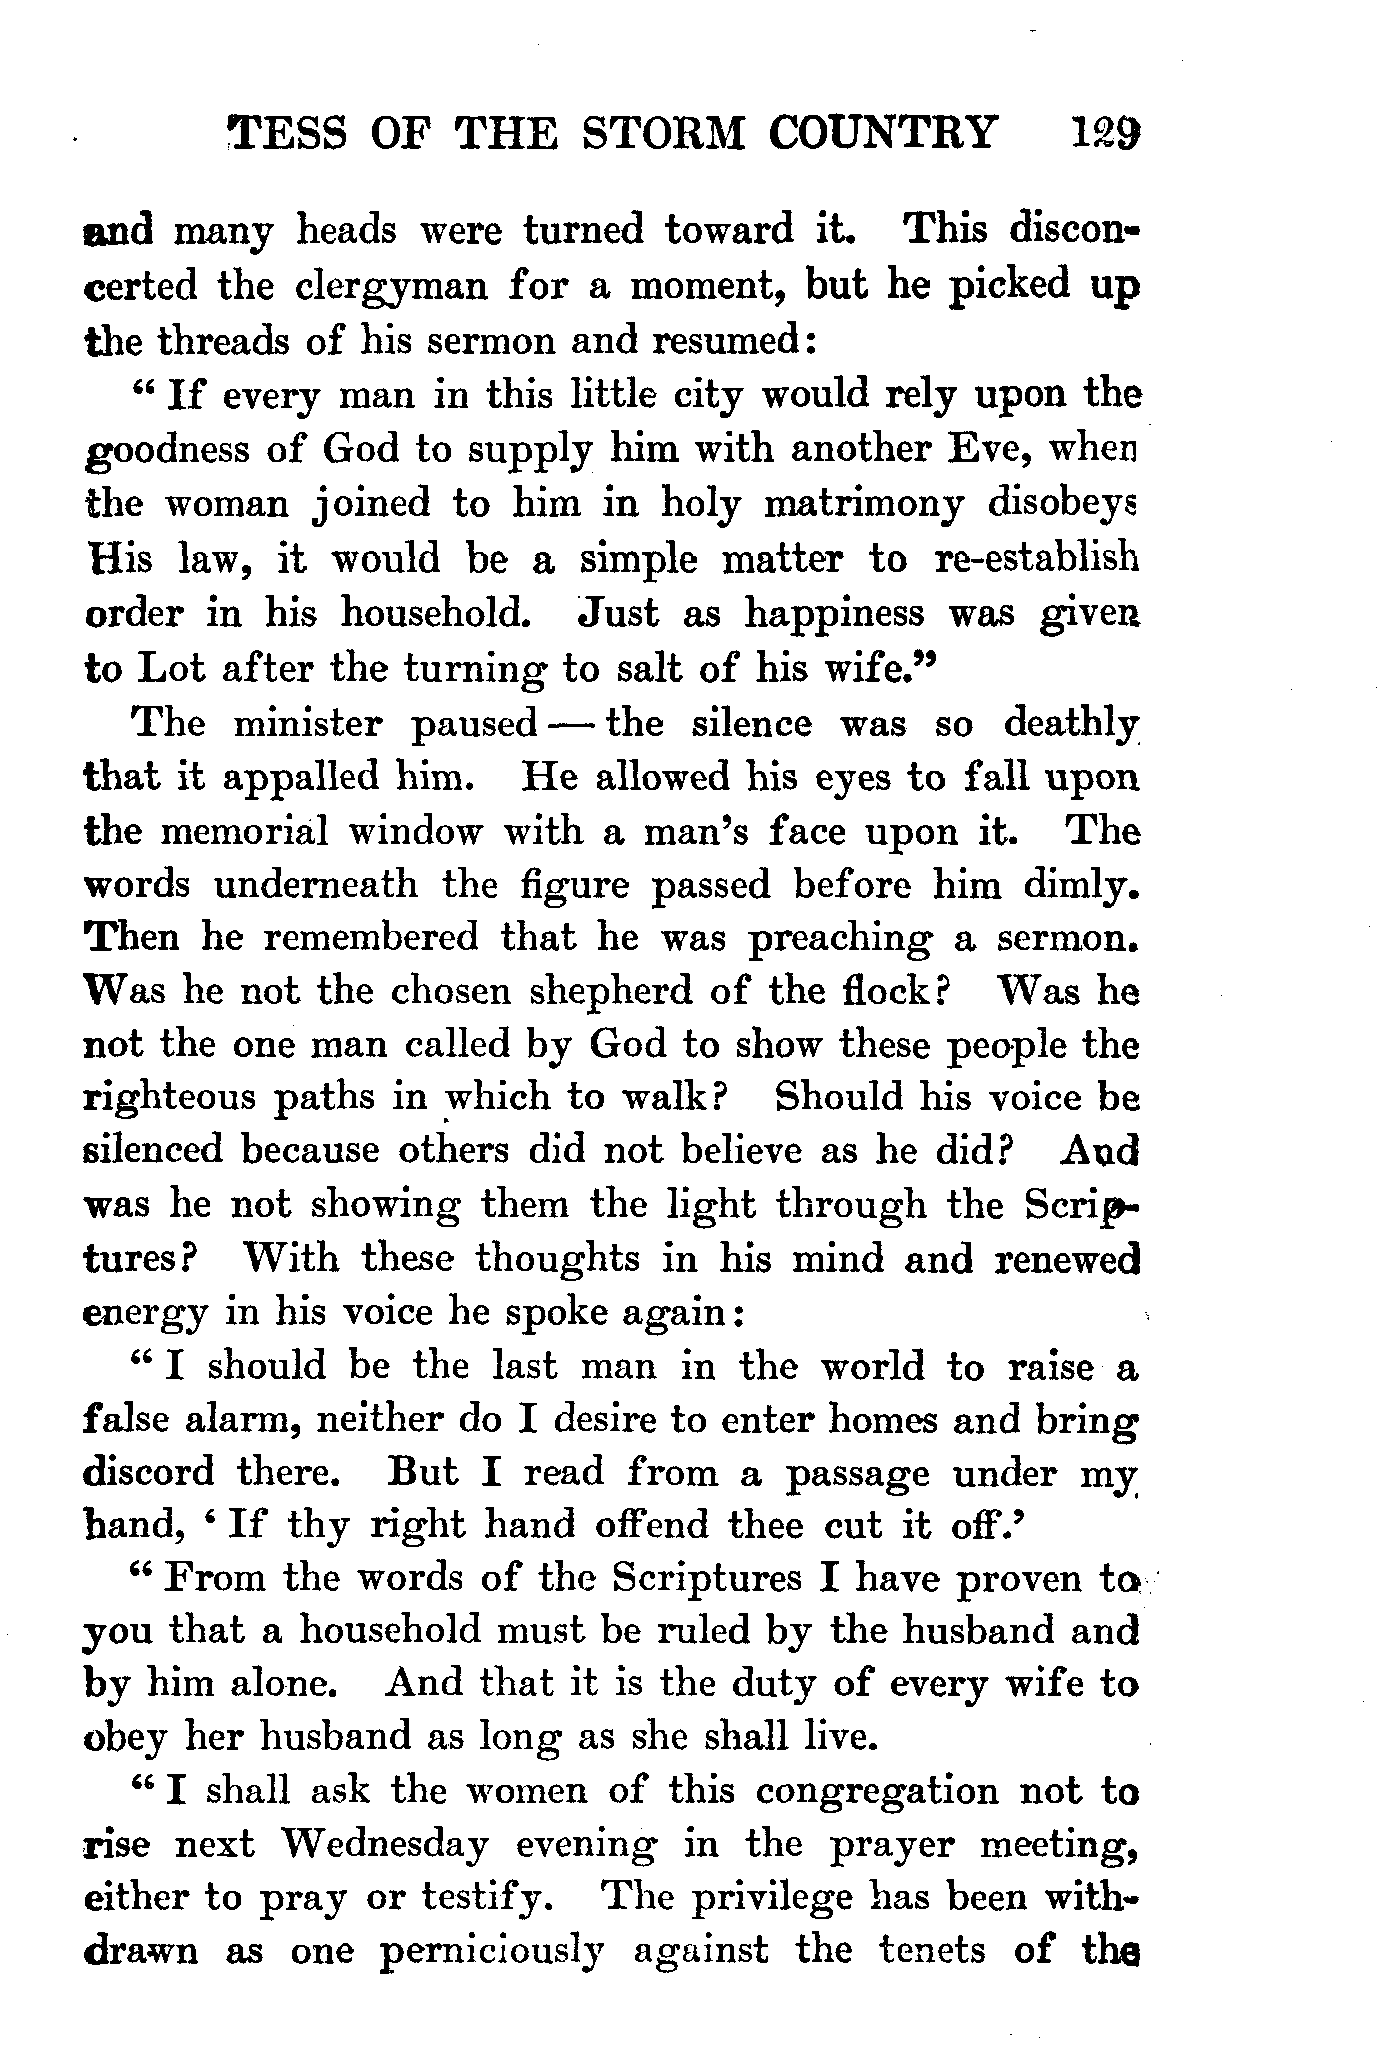 TESS OF THE STORM COUNTRY 129
and many heads were turned toward it. This discon-
certed the clergyman for a moment, but he picked up
the threads of his sermon and resumed:
“If every man in this little city would rely upon the
goodness of God to supply him with another Eve, when
the woman joined to him in holy matrimony disobeys
His law, it would be a simple matter to re-establish
order in his household. Just as happiness was given
to Lot after the turning to salt of his wife.”
The minister paused — the silence was so deathly
that it appalled him. He allowed his eyes to fall upon
the memorial window with a man’s face upon it. The
words underneath the figure passed before him dimly.
Then he remembered that he was preaching a sermon.
Was he not the chosen shepherd of the flock? Was he
not the one man called by God to show these people the
righteous paths in which to walk? Should his voice be
silenced because others did not believe as he did? And
was he not showing them the light through the Scrip-
tures? With these thoughts in his mind and renewed
energy in his voice he spoke again:
“I should be the last man in the world to raise a
false alarm, neither do I desire to enter homes and bring
discord there. But I read from a passage under my
hand, ‘If thy right hand offend thee cut it off.’
“From the words of the Scriptures I have proven to
you that a household must be ruled by the husband and
by him alone. And that it is the duty of every wife to
obey her husband as long as she shall live.
“I shall ask the women of this congregation not to
rise next Wednesday evening in the prayer meeting,
either to pray or testify. The privilege has been with-
drawn as one perniciously against the tenets of the